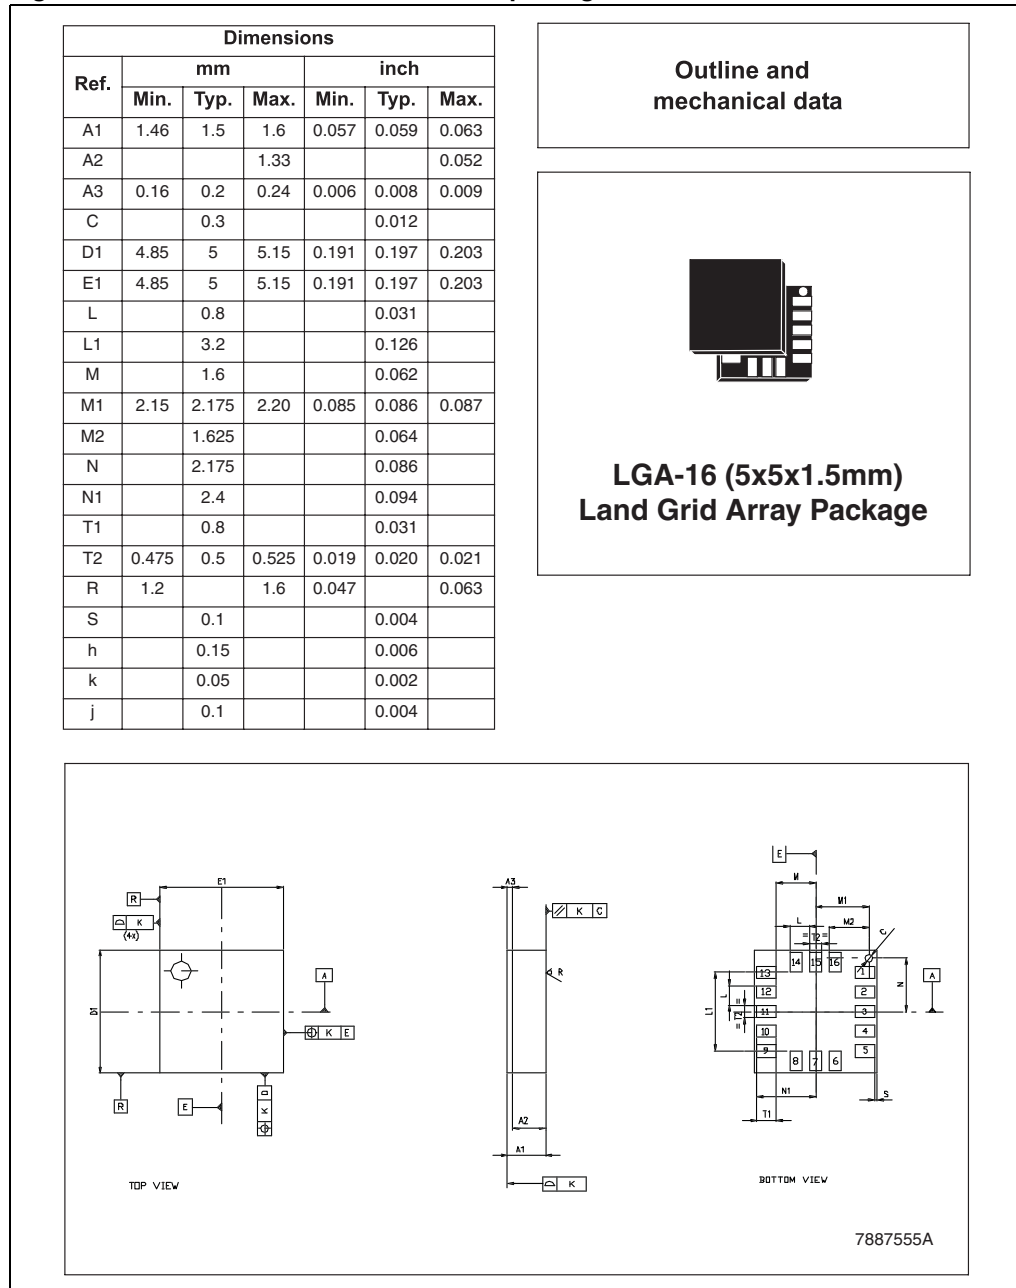 Dimensions
Ref. mm inch
Min. Typ. Max. Min. Typ. Max.
A1 1.46 1.5 1.6 0.057 0.059 0.063
A2 1.33 0.052
A3 0.16 0.2 0.24 0.006 0.008 0.009
C 0.3 0.012
D1 4.85 5 5.15 0.191 0.197 0.203
E1 4.85 5 5.15 0.191 0.197 0.203
L 0.8 0.031
L1 3.2 0.126
M 1.6 0.062
M1 2.15 2.175 2.20 0.085 0.086 0.087
M2 1.625 0.064
N 2.175 0.086
N1 2.4 0.094
T1 0.8 0.031
T2 0.475 0.5 0.525 0.019 0.020 0.021
R 1.2 1.6 0.047 0.063
S 0.1 0.004
h 0.15 0.006
k 0.05 0.002
j 0.1 0.004
Outline and
mechanical data
LGA-16 (5x5x1.5mm)
Land Grid Array Package
E1
R
D K
(4x)
D1
A
K E
R
E
K D
TOP VIEW
A3
// K C
R
A2
A1
K
E
M
M1
L
M2
= T2 =
C
14 15 16
13
12
11
10
9
1
2
3
4
5
8 7 6
L1
L
= T2 =
N
A
N1
T1
S
BOTTOM VIEW
7887555A